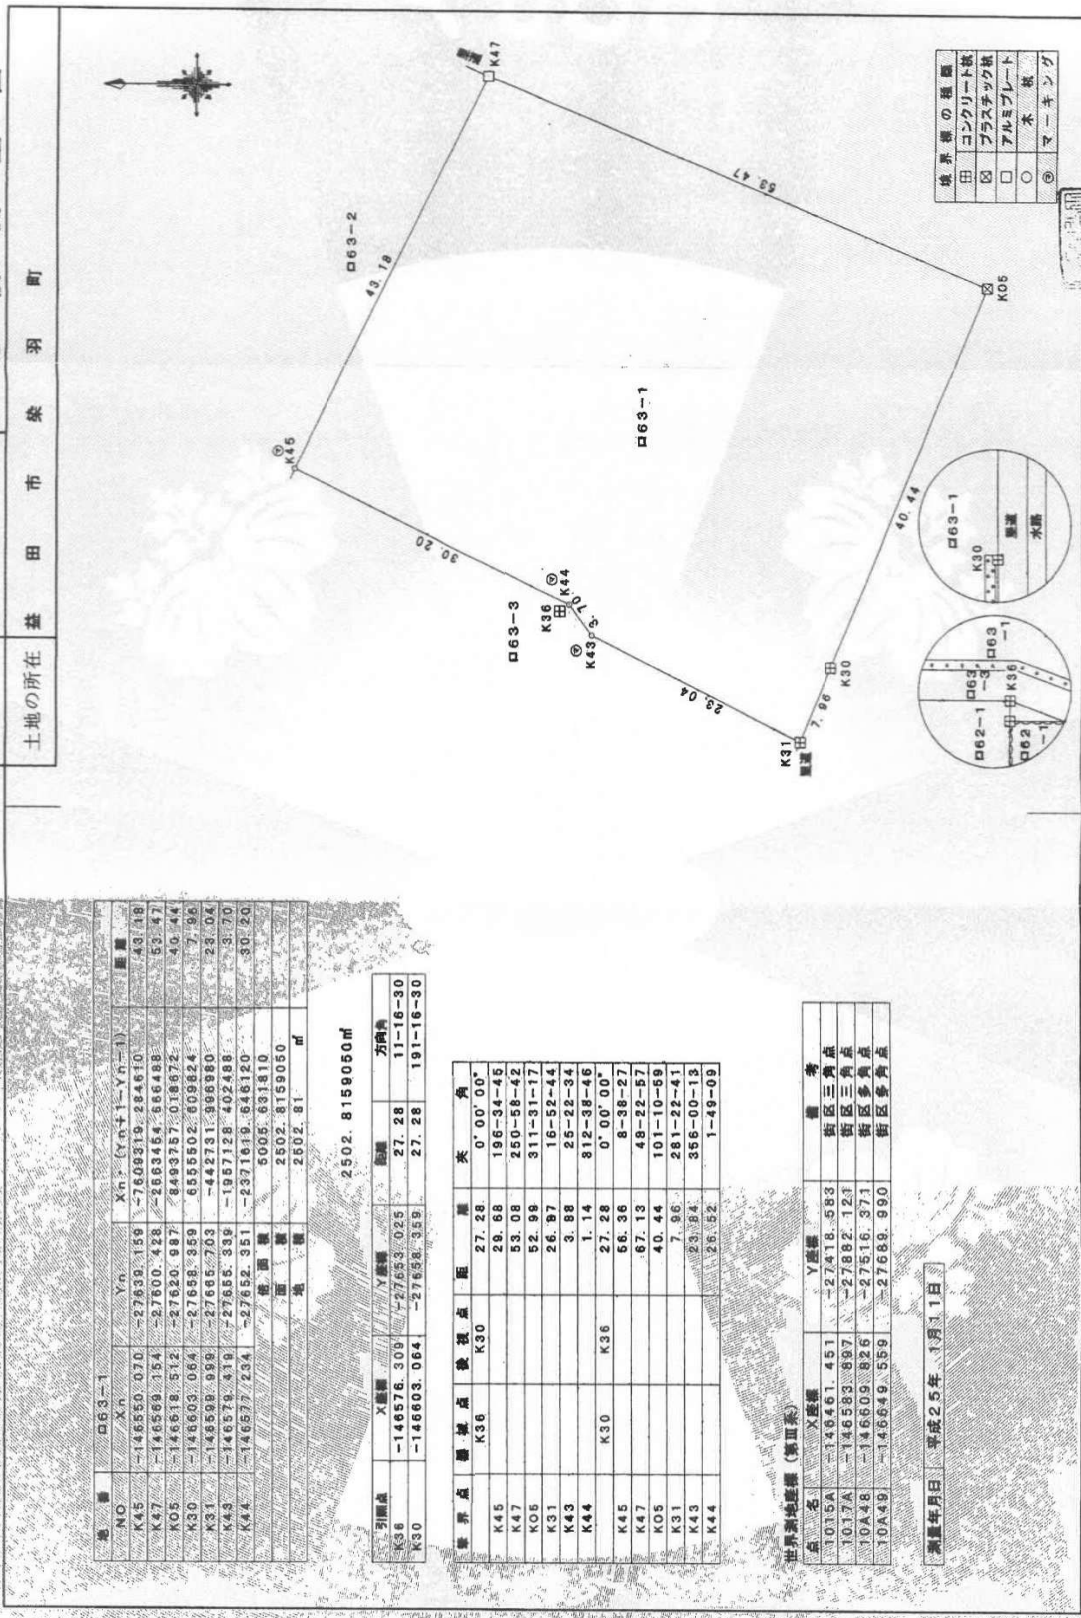 土地の所在 益田市染羽町
地番 ロ63-1
NO Xn Yn Xn・(Yn+1-Yn-1) 距離
K45 -146550.070 -27639.159 -7609319.284610 43.18
K47 -146569.154 -27600.428 -2663454.666488 53.47
K05 -146618.512 -27620.987 8493757.018672 40.44
K30 -146603.064 -27658.359 6555502.609824 7.96
K31 -146599.999 -27665.703 -442731.996980 23.04
K43 -146579.419 -27655.339 -1957128.402488 3.70
K44 -146577.234 -27652.351 -2371619.646120 30.20
倍面積 5005.631810
面積 2502.8159050
地積 2502.81 ㎡
2502.8159050㎡
引照点 X座標 Y座標 距離 方向角
K36 -146576.309 -27653.025 27.28 11-16-30
K30 -146603.064 -27658.359 27.28 191-16-30
筆界点 器械点 後視点 距離 夾角
K36 K30 27.28 0°00'00"
K45 29.68 196-34-45
K47 53.08 250-58-42
K05 52.99 311-31-17
K31 26.97 16-52-44
K43 3.88 25-22-34
K44 1.14 812-38-46
K30 K36 27.28 0°00'00"
K45 56.36 8-38-27
K47 67.13 48-22-57
K05 40.44 101-10-59
K31 7.96 281-22-41
K43 23.84 356-00-13
K44 26.52 1-49-09
世界測地座標(第Ⅲ系)
点名 X座標 Y座標 備考
1015A -146461.451 -27418.583 街区三角点
1017A -146583.897 -27882.121 街区三角点
10A48 -146609.826 -27516.371 街区多角点
10A49 -146649.559 -27689.990 街区多角点
測量年月日 平成25年 1月11日
K47
ロ63-2
43.18
K45
53.47
30.20
ロ63-1
K44
K36
ロ63-3
3.70
K43
23.04
K05
40.44
K30
7.96
K31
里道
ロ63-1
K30
里道
水路
ロ62-1
ロ63
-3
ロ63
-1
K36
ロ62
-1
境界標の種類
コンクリート杭
プラスチック杭
アルミプレート
木杭
マーキング